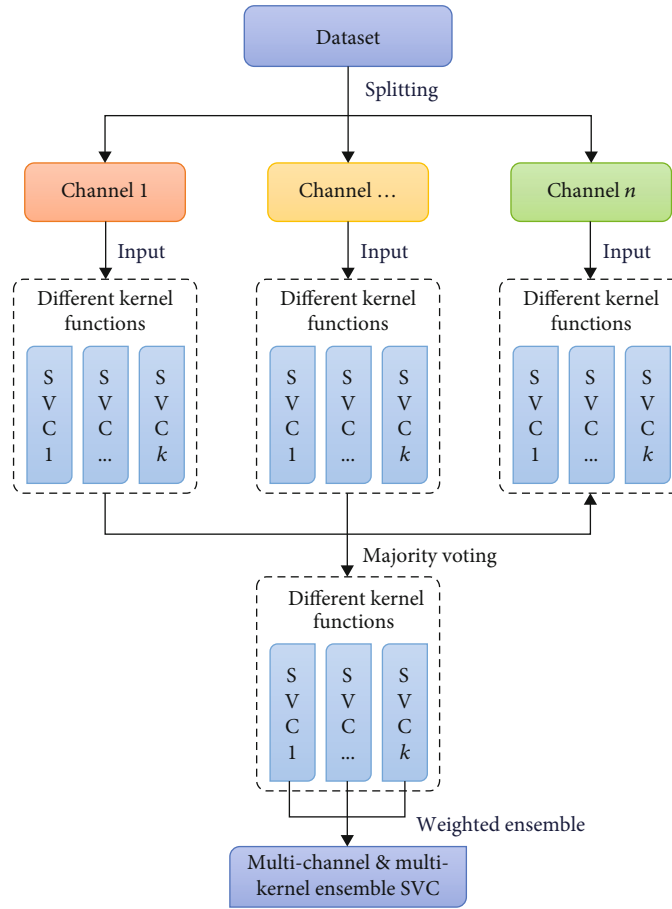 Dataset
Splitting
Channel 1
Channel ...
Channel n
Input
Input
Input
Different kernel
functions
S
V
C
1
S
V
C
...
S
V
C
k
Different kernel
functions
S
V
C
1
S
V
C
...
S
V
C
k
Different kernel
functions
S
V
C
1
S
V
C
...
S
V
C
k
Majority voting
Different kernel
functions
S
V
C
1
S
V
C
...
S
V
C
k
Weighted ensemble
Multi-channel & multi-
kernel ensemble SVC